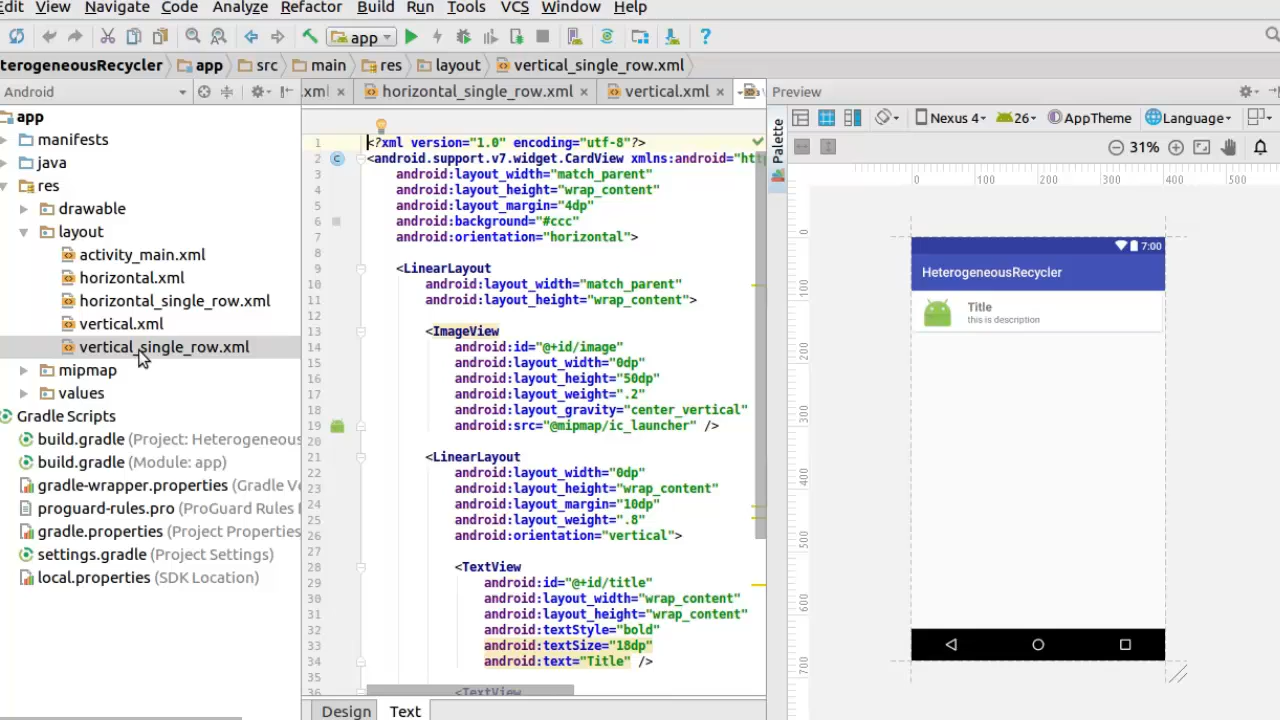 Edit View Navigate Code Analyze Refactor Build Run Tools VCS Window Help
app
terogeneousRecycler app src main res layout vertical_single_row.xml
Android
.xml horizontal_single_row.xml vertical.xml
Preview
app
manifests
java
res
drawable
layout
activity_main.xml
horizontal.xml
horizontal_single_row.xml
vertical.xml
vertical_single_row.xml
mipmap
values
Gradle Scripts
build.gradle (Project: Heterogeneous
build.gradle (Module: app)
gradle-wrapper.properties (Gradle Ve
proguard-rules.pro (ProGuard Rules
gradle.properties (Project Properties
settings.gradle (Project Settings)
local.properties (SDK Location)
1 <?xml version="1.0" encoding="utf-8"?>
2 <android.support.v7.widget.CardView xmlns:android="htt
3 android:layout_width="match_parent"
4 android:layout_height="wrap_content"
5 android:layout_margin="4dp"
6 android:background="#ccc"
7 android:orientation="horizontal">
8
9 <LinearLayout
10 android:layout_width="match_parent"
11 android:layout_height="wrap_content">
12
13 <ImageView
14 android:id="@+id/image"
15 android:layout_width="0dp"
16 android:layout_height="50dp"
17 android:layout_weight=".2"
18 android:layout_gravity="center_vertical"
19 android:src="@mipmap/ic_launcher" />
20
21 <LinearLayout
22 android:layout_width="0dp"
23 android:layout_height="wrap_content"
24 android:layout_margin="10dp"
25 android:layout_weight=".8"
26 android:orientation="vertical">
27
28 <TextView
29 android:id="@+id/title"
30 android:layout_width="wrap_content"
31 android:layout_height="wrap_content"
32 android:textStyle="bold"
33 android:textSize="18dp"
34 android:text="Title" />
35
36 <TextView
Design Text
Palette
Nexus 4 26 AppTheme Language
31%
0 100 200 300 400 500
0
100
200
300
400
500
600
700
7:00
HeterogeneousRecycler
Title
this is description